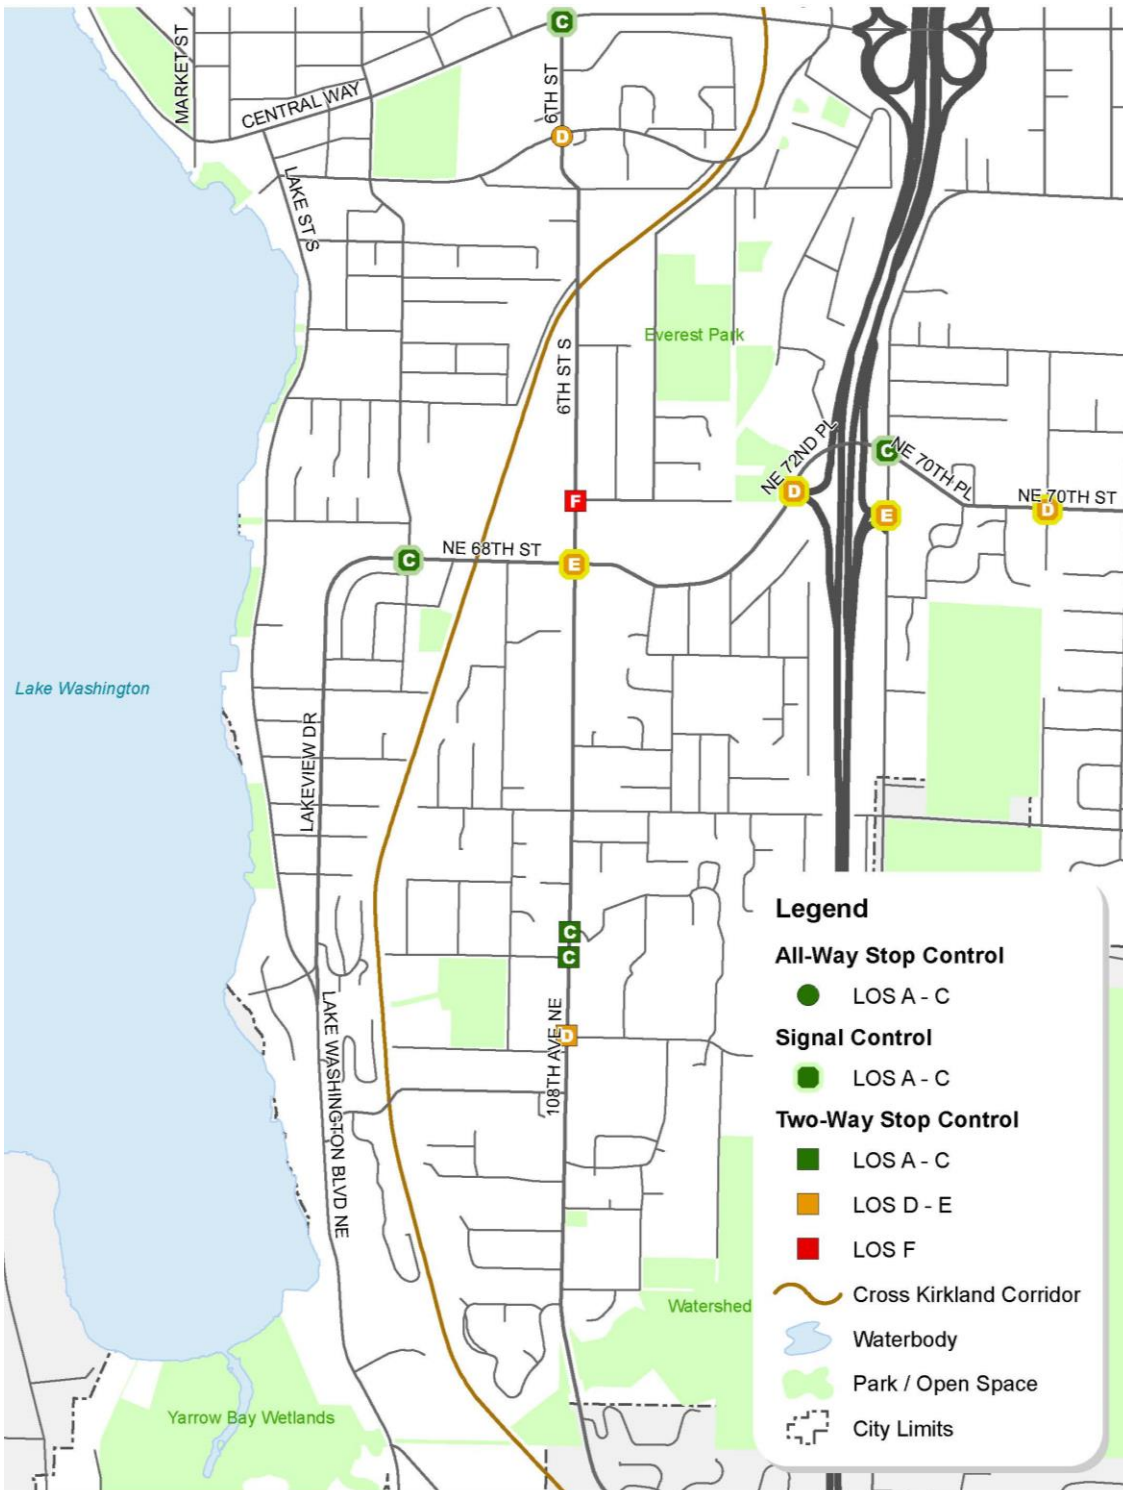 C
MARKET ST
CENTRAL WAY
6TH ST
D
LAKE ST S
Everest Park
6TH ST S
NE 72ND PL
C
NE 70TH PL
D
NE 70TH ST
D
F
E
NE 68TH ST
C
E
Lake Washington
LAKEVIEW DR
C
C
D
108TH AVE NE
LAKE WASHINGTON BLVD NE
Watershed
Yarrow Bay Wetlands
Legend
All-Way Stop Control
LOS A - C
Signal Control
LOS A - C
Two-Way Stop Control
LOS A - C
LOS D - E
LOS F
Cross Kirkland Corridor
Waterbody
Park / Open Space
City Limits